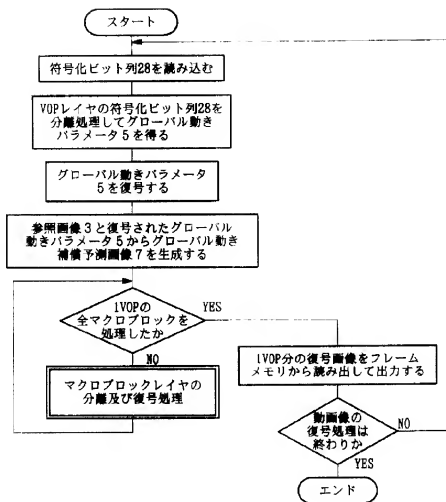 スタート
符号化ビット列28を読み込む
VOPレイヤの符号化ビット列28を
分離処理してグローバル動き
パラメータ5を得る
グローバル動きパラメータ
5を復号する
参照画像3と復号されたグローバル
動きパラメータ5からグローバル動き
補償予測画像7を生成する
1VOPの
全マクロブロックを
処理したか
YES
NO
マクロブロックレイヤの
分離及び復号処理
1VOP分の復号画像をフレーム
メモリから読み出して出力する
動画像の
復号処理は
終わりか
NO
YES
エンド